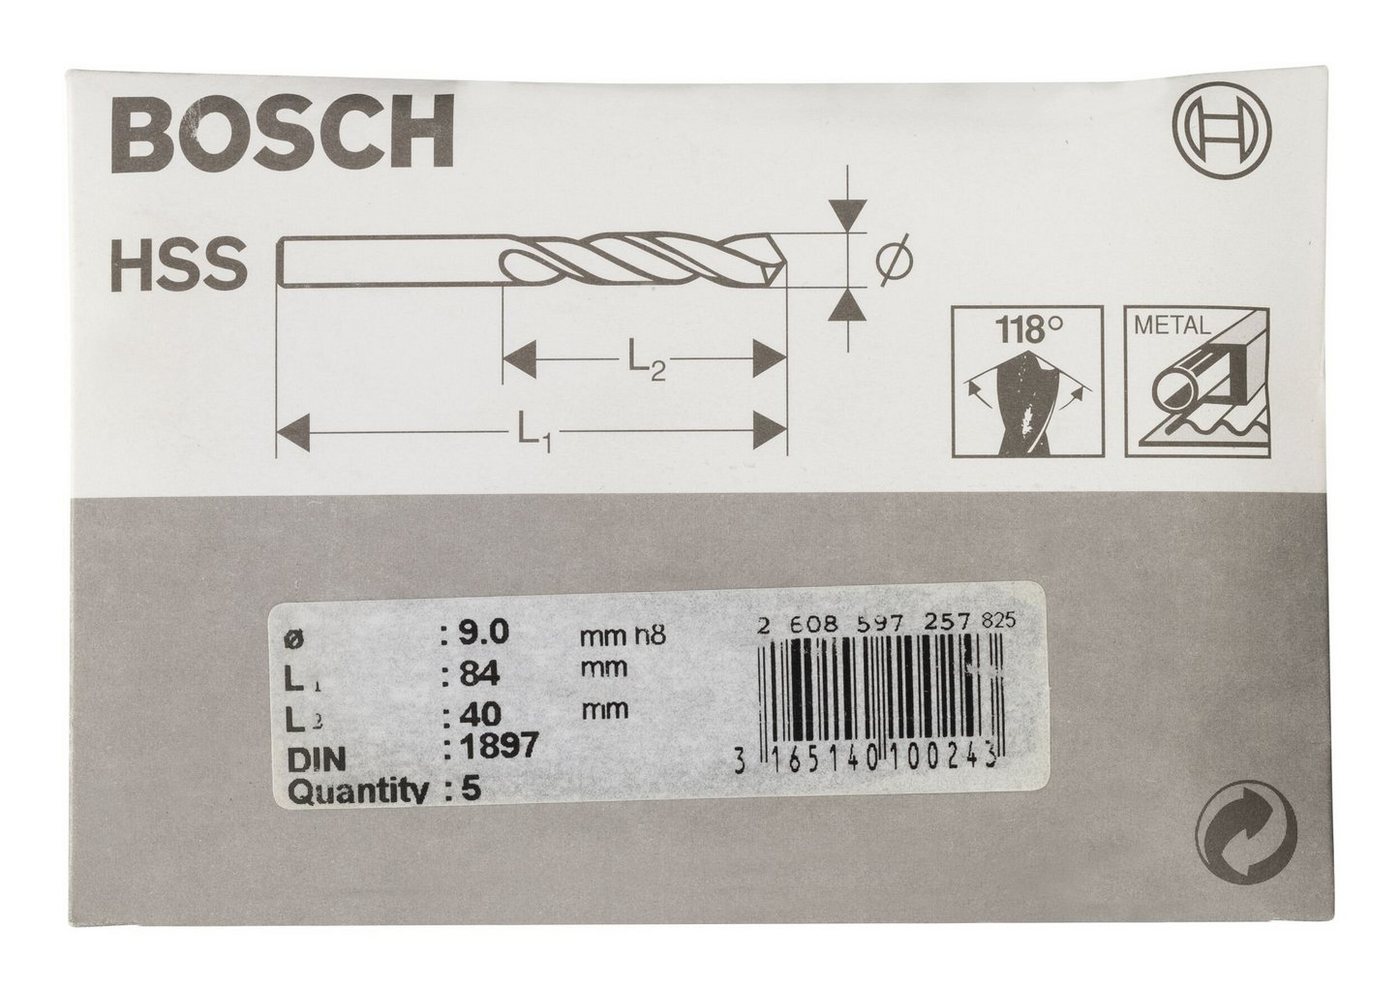 BOSCH
HSS
Ø
L2
L1
118°
METAL
ø : 9.0 mm h8
L1 : 84 mm
L2 : 40 mm
DIN : 1897
Quantity : 5
2 608 597 257 825
3 165140 100243